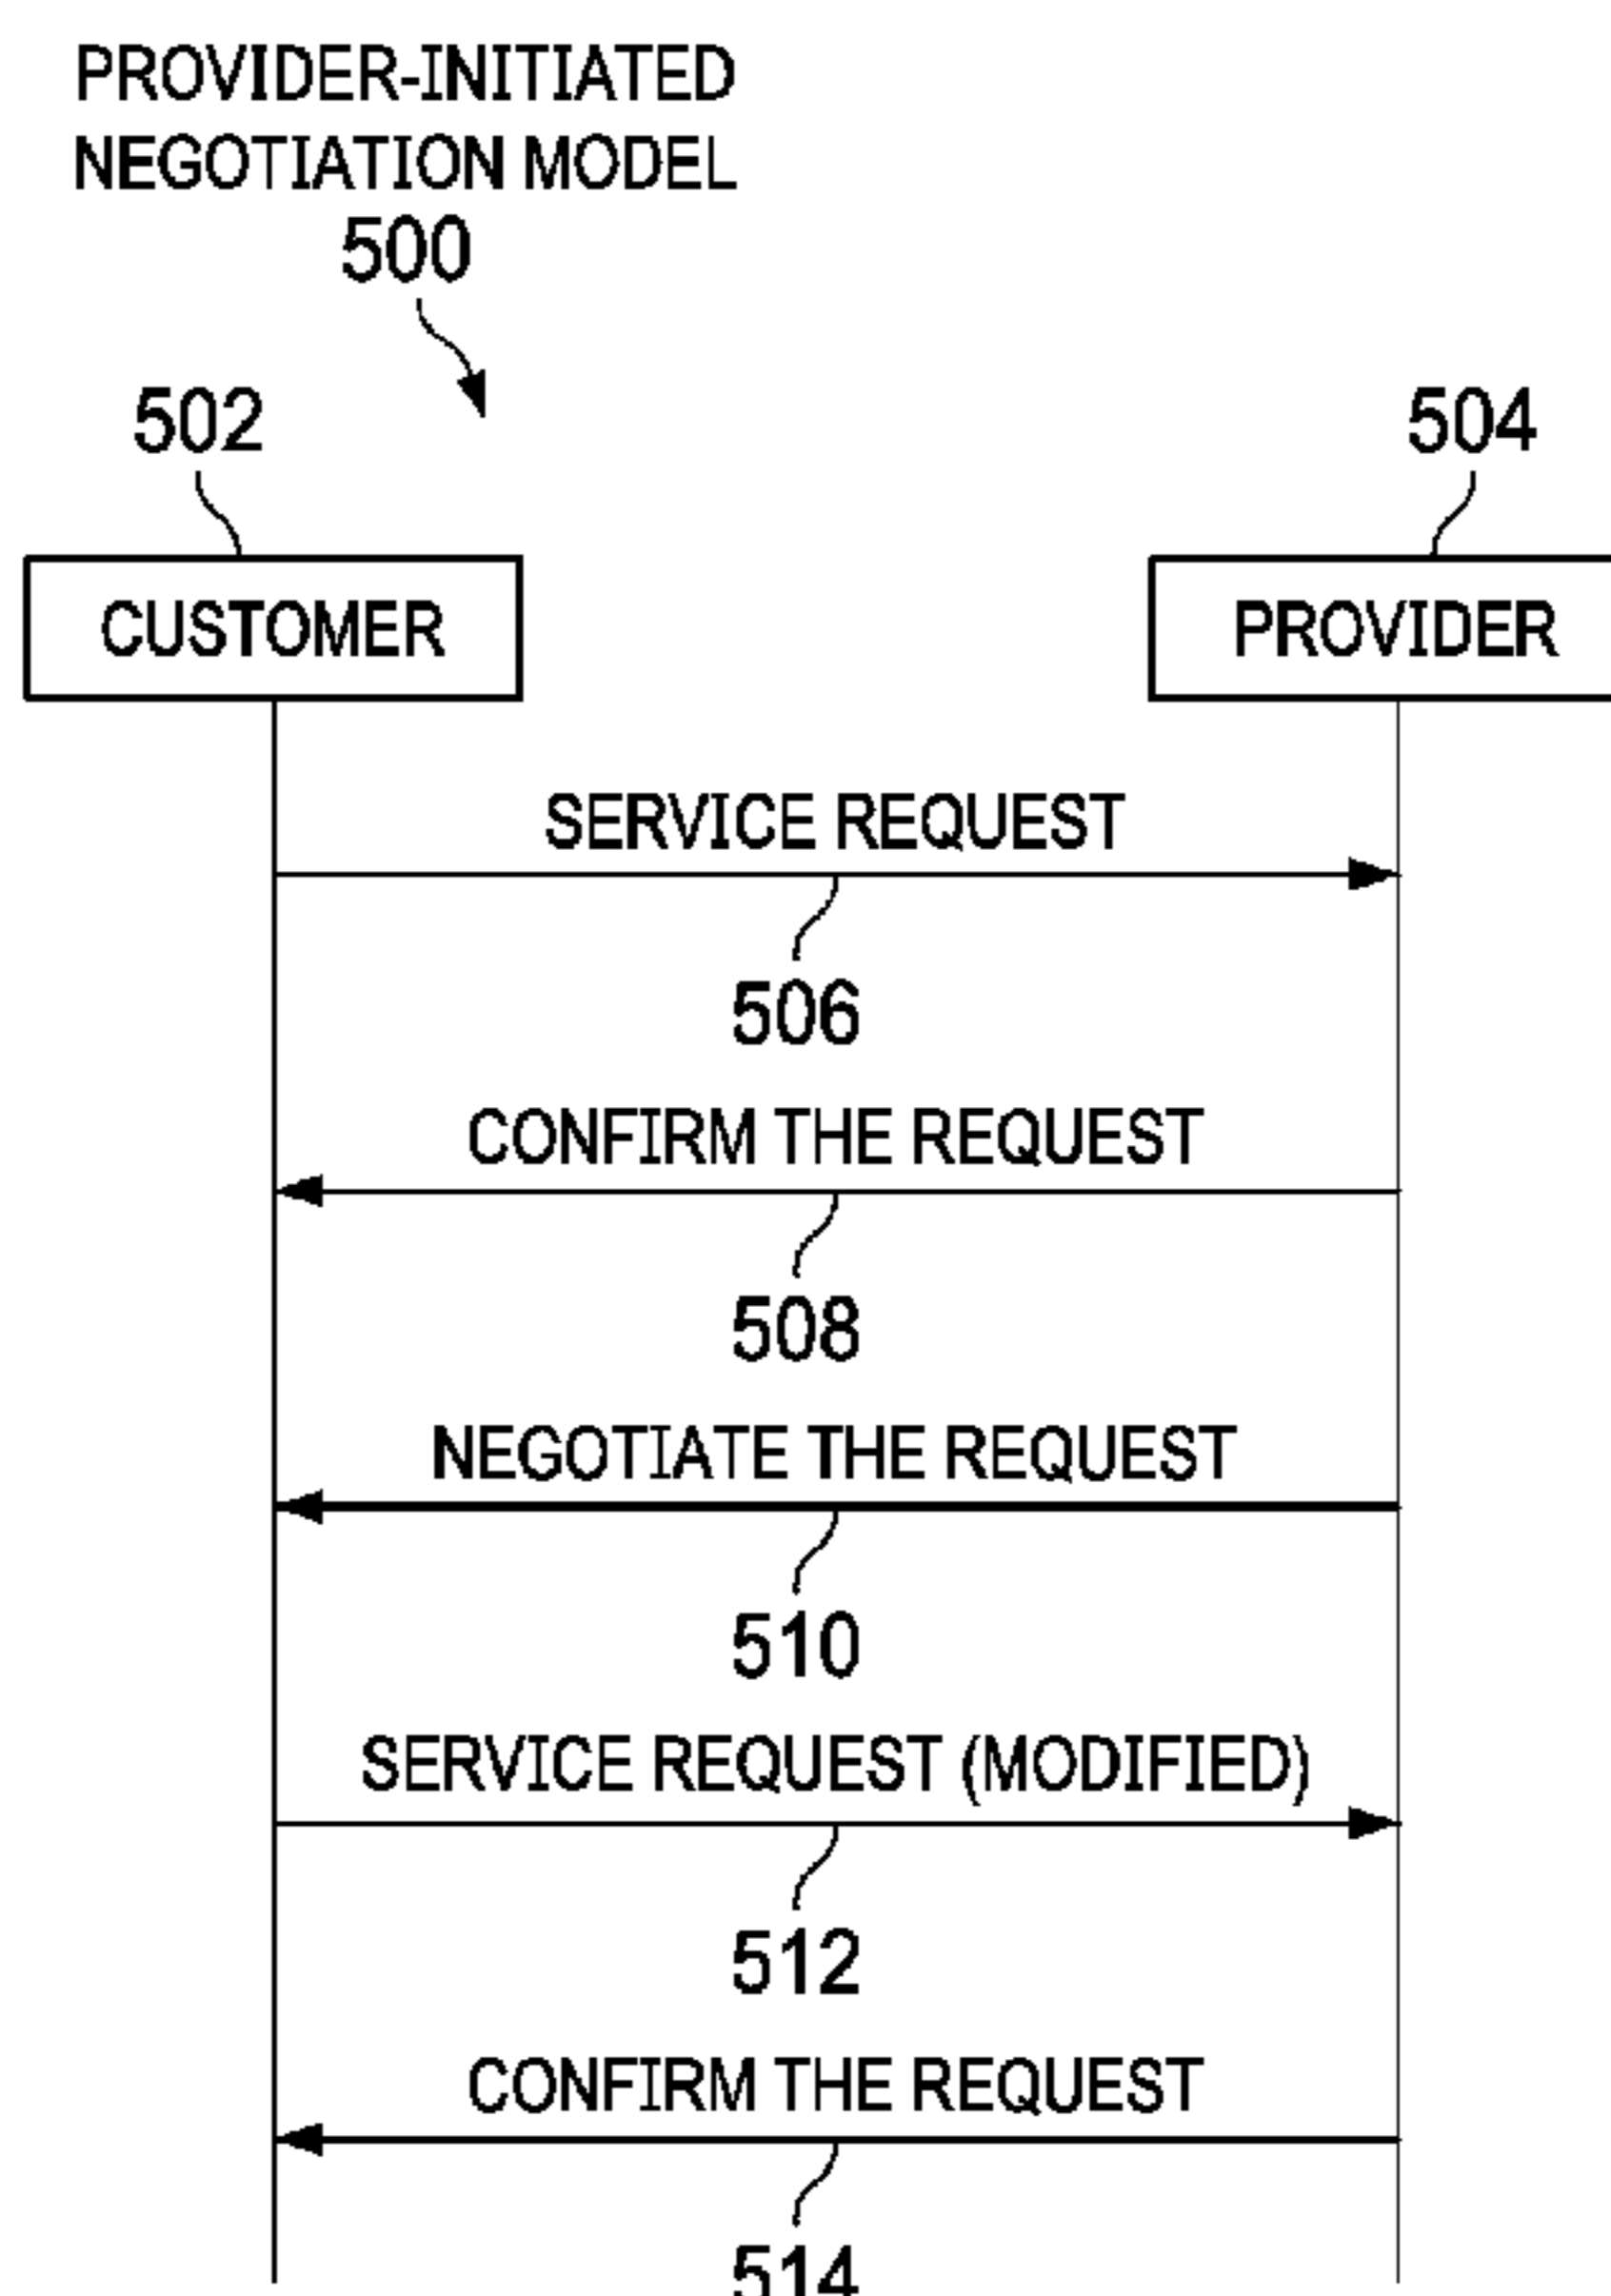 PROVIDER-INITIATED
NEGOTIATION MODEL
500
502
504
CUSTOMER
PROVIDER
SERVICE REQUEST
506
CONFIRM THE REQUEST
508
NEGOTIATE THE REQUEST
510
SERVICE REQUEST (MODIFIED)
512
CONFIRM THE REQUEST
514